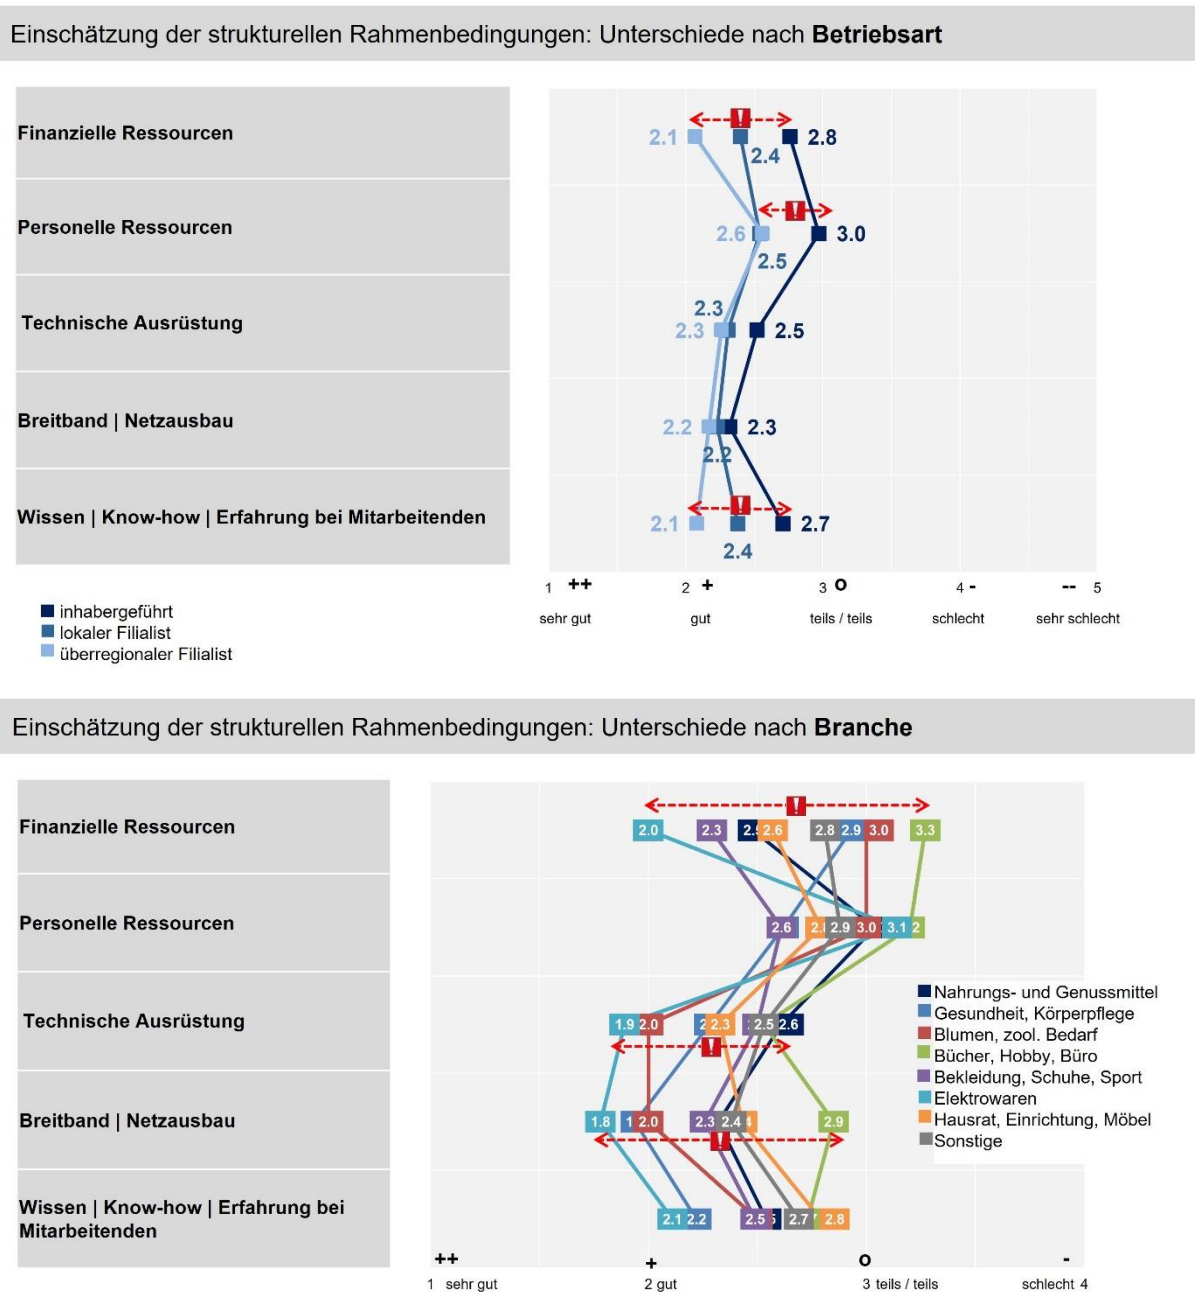 Einschätzung der strukturellen Rahmenbedingungen: Unterschiede nach Betriebsart
Finanzielle Ressourcen
2.1 2.4 2.8
Personelle Ressourcen
2.6 2.5 3.0
Technische Ausrüstung
2.3 2.3 2.5
Breitband | Netzausbau
2.2 2.2 2.3
Wissen | Know-how | Erfahrung bei Mitarbeitenden
2.1 2.4 2.7
1 ++ 2 + 3 o 4 - -- 5
sehr gut gut teils / teils schlecht sehr schlecht
inhabergeführt
lokaler Filialist
überregionaler Filialist
Einschätzung der strukturellen Rahmenbedingungen: Unterschiede nach Branche
Finanzielle Ressourcen
2.0 2.3 2.6 2.8 2.9 3.0 3.3
Personelle Ressourcen
2.6 2.9 3.0 3.1
Technische Ausrüstung
1.9 2.0 2.3 2.5 2.6
Breitband | Netzausbau
1.8 2.0 2.3 2.4 2.9
Wissen | Know-how | Erfahrung bei
Mitarbeitenden
2.1 2.2 2.5 2.7 2.8
Nahrungs- und Genussmittel
Gesundheit, Körperpflege
Blumen, zool. Bedarf
Bücher, Hobby, Büro
Bekleidung, Schuhe, Sport
Elektrowaren
Hausrat, Einrichtung, Möbel
Sonstige
++ + o -
1 sehr gut 2 gut 3 teils / teils schlecht 4